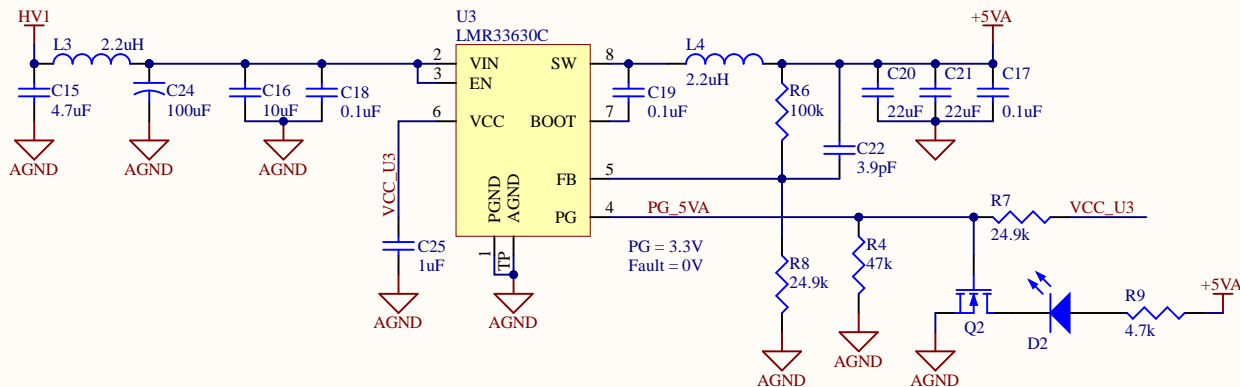 HV1
L3 2.2uH
C15
4.7uF
AGND
C24
100uF
AGND
C16
10uF
C18
0.1uF
AGND
U3
LMR33630C
2 VIN
3 EN
6 VCC
SW 8
BOOT 7
FB 5
PG 4
PGND
AGND
1
TP
AGND
VCC_U3
C25
1uF
AGND
C19
0.1uF
L4
2.2uH
R6
100k
C22
3.9pF
C20
22uF
C21
22uF
C17
0.1uF
+5VA
PG_5VA
PG = 3.3V
Fault = 0V
R8
24.9k
AGND
R4
47k
AGND
R7
24.9k
VCC_U3
Q2
AGND
D2
R9
4.7k
+5VA